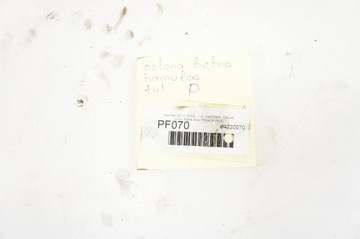 osłona bębna
hamulca
tył P
PF070
04220070